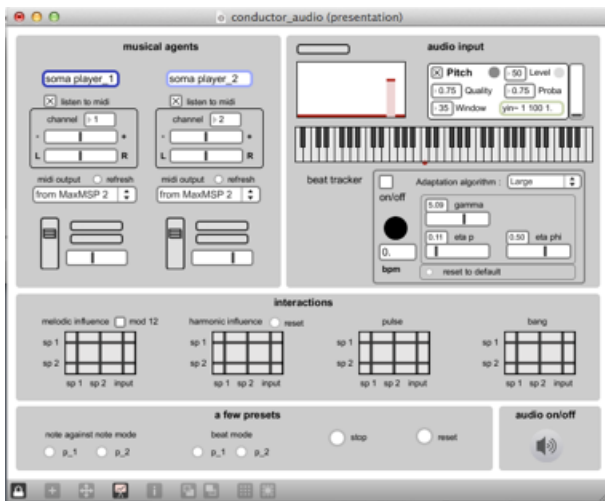 conductor_audio (presentation)
musical agents
soma player_1
soma player_2
listen to midi
listen to midi
channel 1
channel 2
- +
- +
L R
L R
midi output refresh
midi output refresh
from MaxMSP 2
from MaxMSP 2
audio input
Pitch 50 Level
0.75 Quality 0.75 Proba
35 Window yin~ 1 100 1.
beat tracker
on/off
Adaptation algorithm : Large
5.09 gamma
0.11 eta p 0.50 eta phi
0.
bpm
reset to default
interactions
melodic influence mod 12
harmonic influence reset
pulse
bang
sp 1
sp 2
sp 1 sp 2 input
sp 1
sp 2
sp 1 sp 2 input
sp 1
sp 2
sp 1 sp 2 input
sp 1
sp 2
sp 1 sp 2 input
a few presets
note against note mode
p_1 p_2
beat mode
p_1 p_2
stop
reset
audio on/off